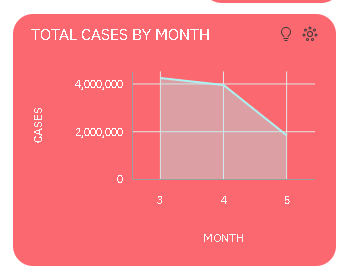 TOTAL CASES BY MONTH
CASES
4,000,000
2,000,000
0
3 4 5
MONTH